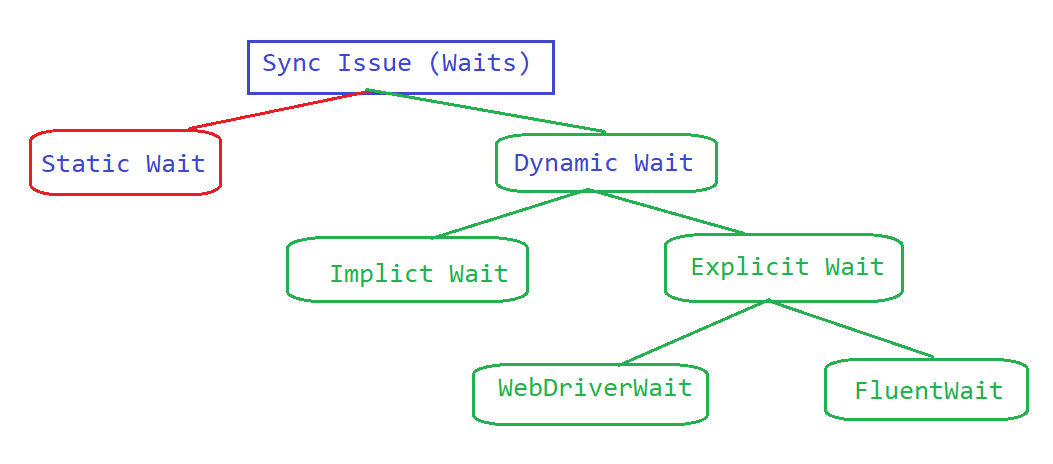 Sync Issue (Waits)
Static Wait
Dynamic Wait
Implict Wait
Explicit Wait
WebDriverWait
FluentWait